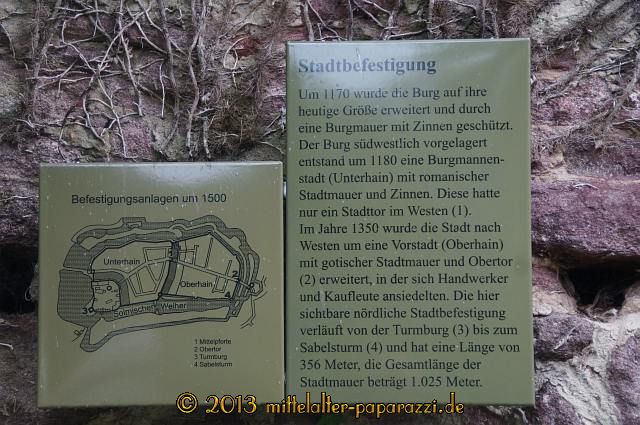 Befestigungsanlagen um 1500
Unterhain
Oberhain
Solmischer Weiher
1
2
3
4
1 Mittelpforte
2 Obertor
3 Turmburg
4 Sabelsturm
Stadtbefestigung
Um 1170 wurde die Burg auf ihre
heutige Größe erweitert und durch
eine Burgmauer mit Zinnen geschützt.
Der Burg südwestlich vorgelagert
entstand um 1180 eine Burgmannen-
stadt (Unterhain) mit romanischer
Stadtmauer und Zinnen. Diese hatte
nur ein Stadttor im Westen (1).
Im Jahre 1350 wurde die Stadt nach
Westen um eine Vorstadt (Oberhain)
mit gotischer Stadtmauer und Obertor
(2) erweitert, in der sich Handwerker
und Kaufleute ansiedelten. Die hier
sichtbare nördliche Stadtbefestigung
verläuft von der Turmburg (3) bis zum
Sabelsturm (4) und hat eine Länge von
356 Meter, die Gesamtlänge der
Stadtmauer beträgt 1.025 Meter.
© 2013 mittelalter-paparazzi.de